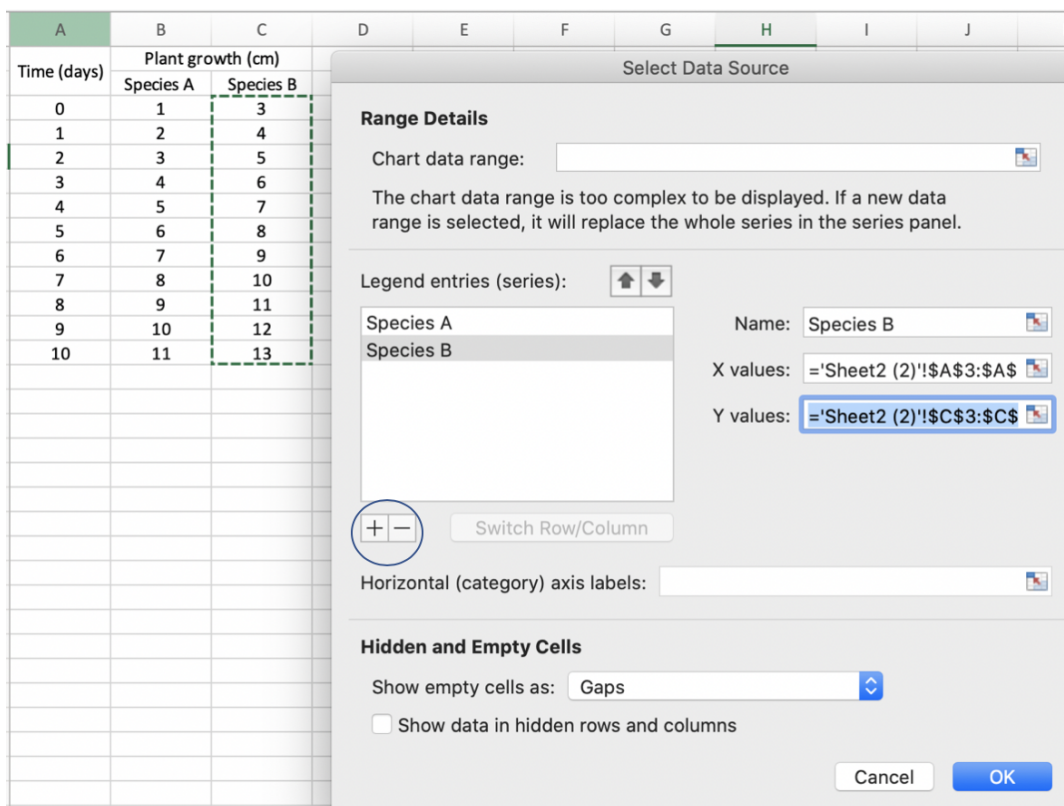 A B C D E F G H I J
Time (days) Plant growth (cm)
Species A Species B
0 1 3
1 2 4
2 3 5
3 4 6
4 5 7
5 6 8
6 7 9
7 8 10
8 9 11
9 10 12
10 11 13
Select Data Source
Range Details
Chart data range:
The chart data range is too complex to be displayed. If a new data
range is selected, it will replace the whole series in the series panel.
Legend entries (series):
Species A
Species B
Name: Species B
X values: ='Sheet2 (2)'!$A$3:$A$
Y values: ='Sheet2 (2)'!$C$3:$C$
+ −
Switch Row/Column
Horizontal (category) axis labels:
Hidden and Empty Cells
Show empty cells as: Gaps
Show data in hidden rows and columns
Cancel OK